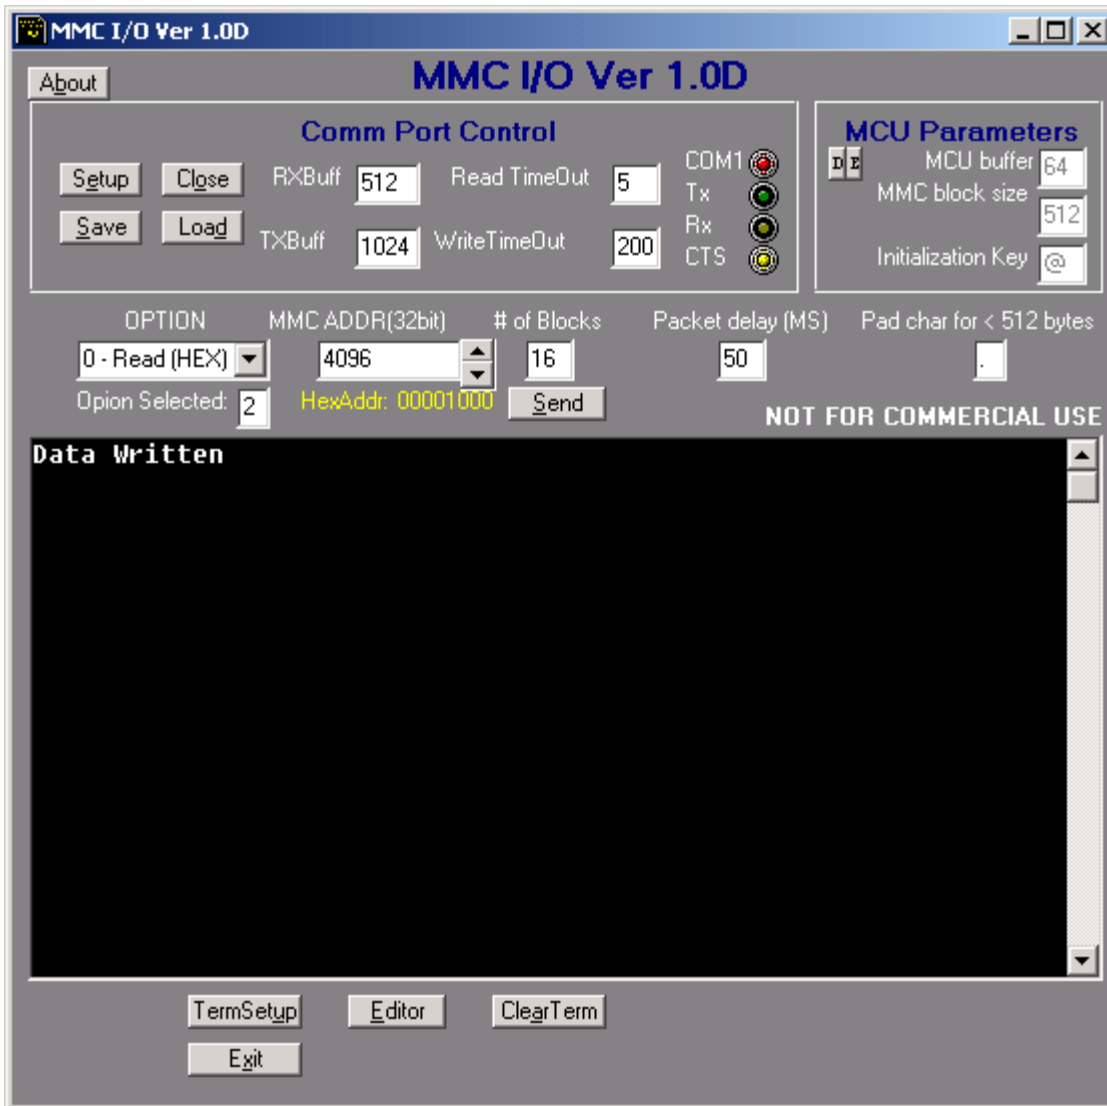 MMC I/O Ver 1.0D
About
MMC I/O Ver 1.0D
Comm Port Control
Setup Close RXBuff 512 Read TimeOut 5
Save Load TXBuff 1024 WriteTimeOut 200
COM1
Tx
Rx
CTS
MCU Parameters
D E MCU buffer 64
MMC block size 512
Initialization Key @
OPTION MMC ADDR(32bit) # of Blocks Packet delay (MS) Pad char for < 512 bytes
0 - Read (HEX) 4096 16 50 .
Opion Selected: 2 HexAddr: 00001000 Send
NOT FOR COMMERCIAL USE
Data Written
TermSetup Editor ClearTerm
Exit